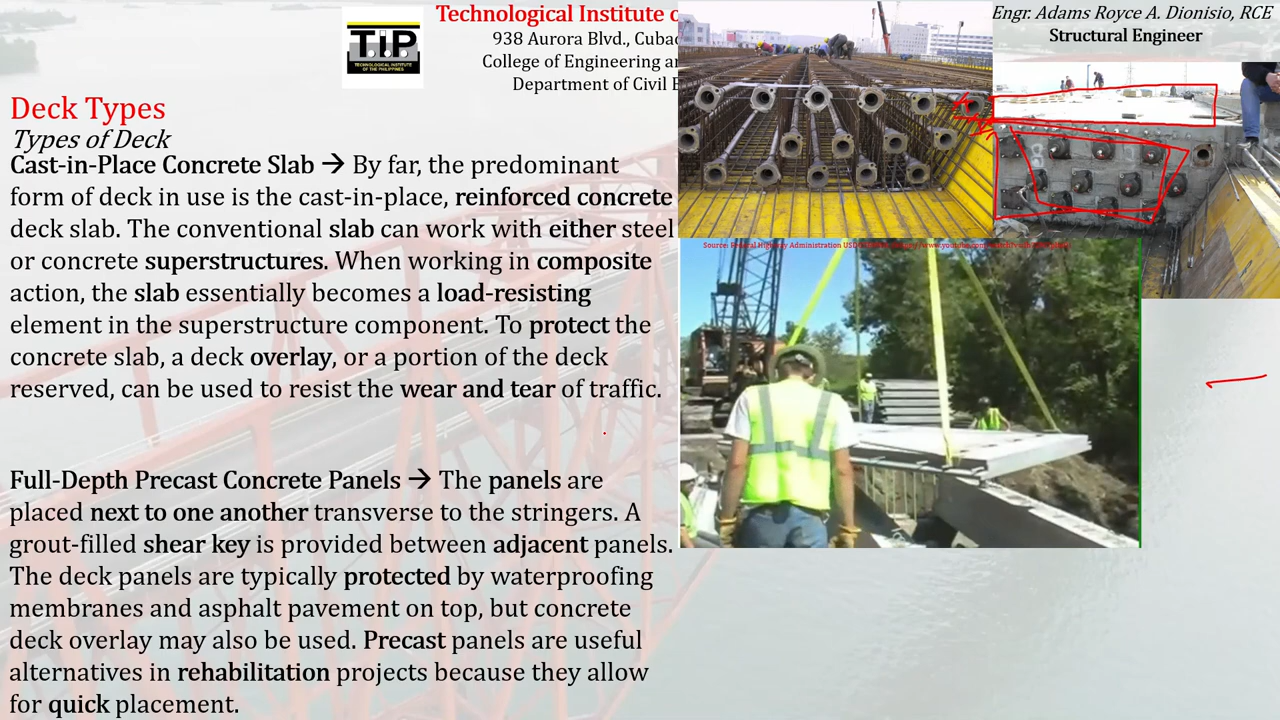 Technological Institute o
938 Aurora Blvd., Cubao
College of Engineering an
Department of Civil E
Engr. Adams Royce A. Dionisio, RCE
Structural Engineer
TiP
TECHNOLOGICAL INSTITUTE
OF THE PHILIPPINES
Deck Types
Types of Deck
Cast-in-Place Concrete Slab → By far, the predominant
form of deck in use is the cast-in-place, reinforced concrete
deck slab. The conventional slab can work with either steel
or concrete superstructures. When working in composite
action, the slab essentially becomes a load-resisting
element in the superstructure component. To protect the
concrete slab, a deck overlay, or a portion of the deck
reserved, can be used to resist the wear and tear of traffic.
Full-Depth Precast Concrete Panels → The panels are
placed next to one another transverse to the stringers. A
grout-filled shear key is provided between adjacent panels.
The deck panels are typically protected by waterproofing
membranes and asphalt pavement on top, but concrete
deck overlay may also be used. Precast panels are useful
alternatives in rehabilitation projects because they allow
for quick placement.
Source: Federal Highway Administration